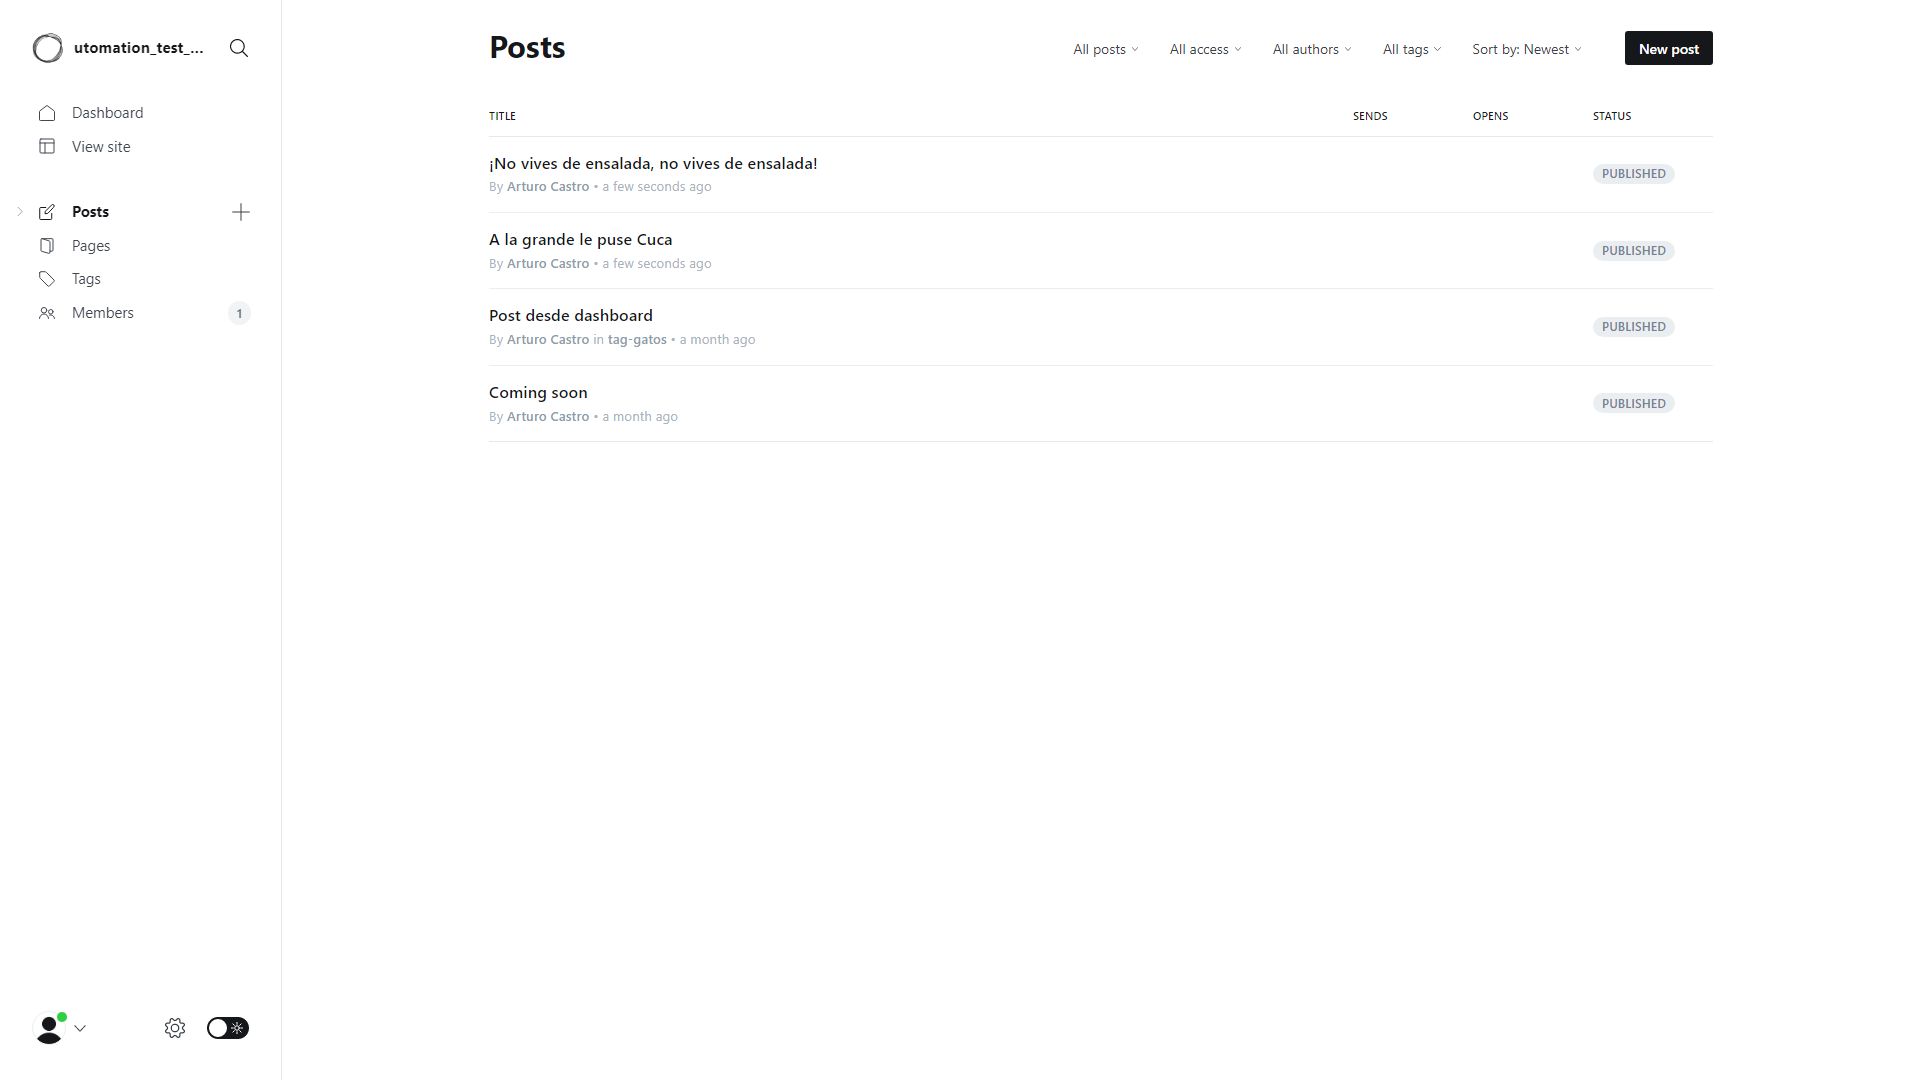 utomation_test_...
Dashboard
View site
Posts
Pages
Tags
Members
1
Posts
All posts
All access
All authors
All tags
Sort by: Newest
New post
TITLE
SENDS
OPENS
STATUS
¡No vives de ensalada, no vives de ensalada!
By Arturo Castro • a few seconds ago
PUBLISHED
A la grande le puse Cuca
By Arturo Castro • a few seconds ago
PUBLISHED
Post desde dashboard
By Arturo Castro in tag-gatos • a month ago
PUBLISHED
Coming soon
By Arturo Castro • a month ago
PUBLISHED